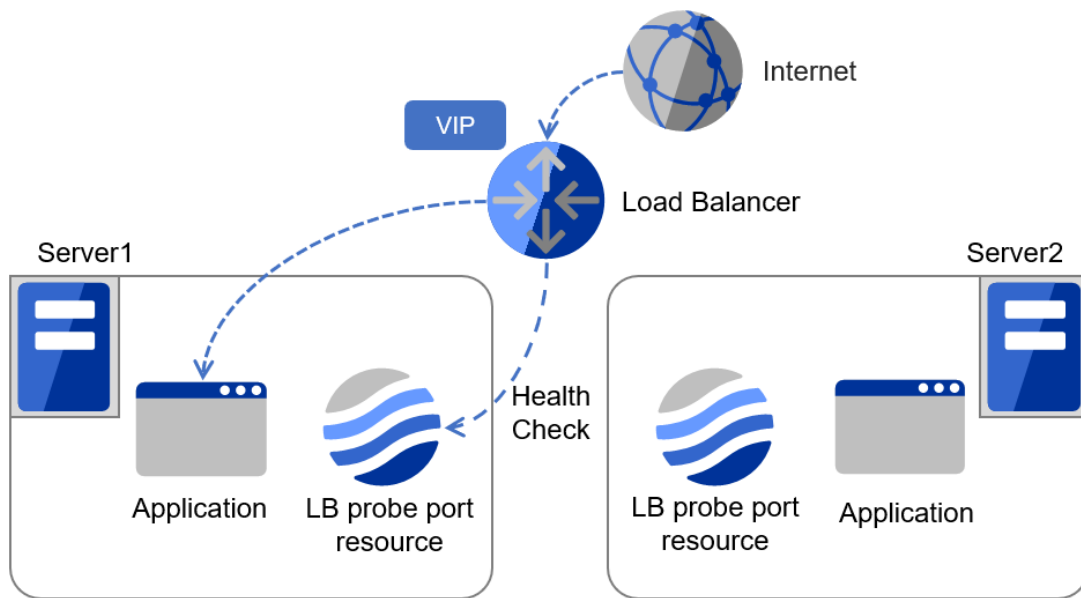 Internet
VIP
Load Balancer
Server1
Server2
Health
Check
Application
LB probe port
resource
LB probe port
resource
Application